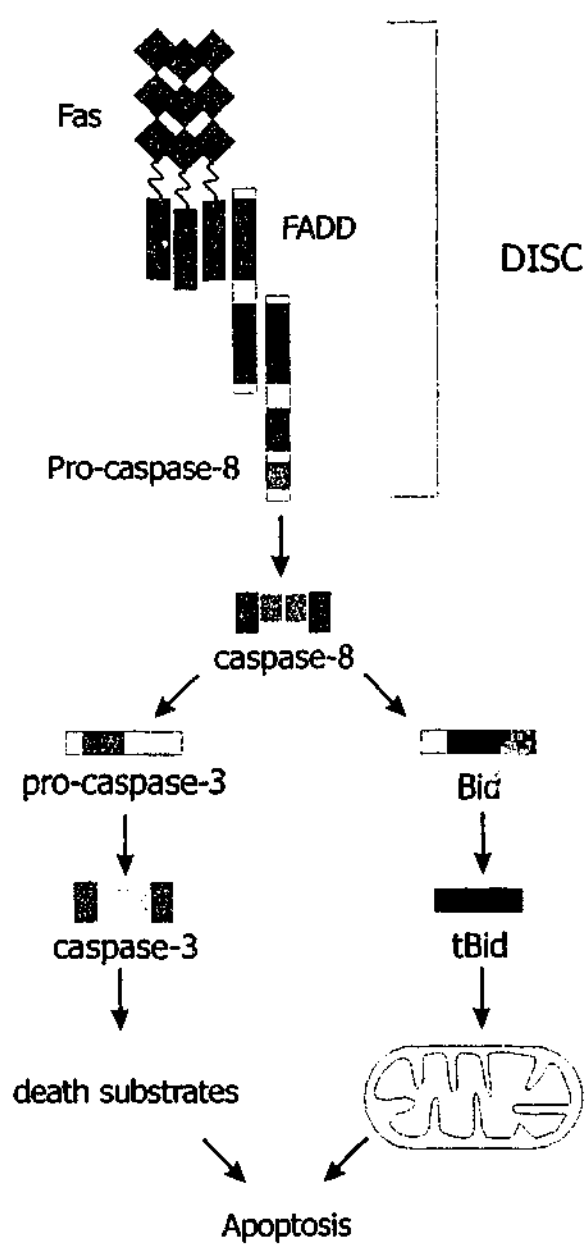 Fas
FADD
DISC
Pro-caspase-8
caspase-8
pro-caspase-3
Bid
caspase-3
tBid
death substrates
Apoptosis